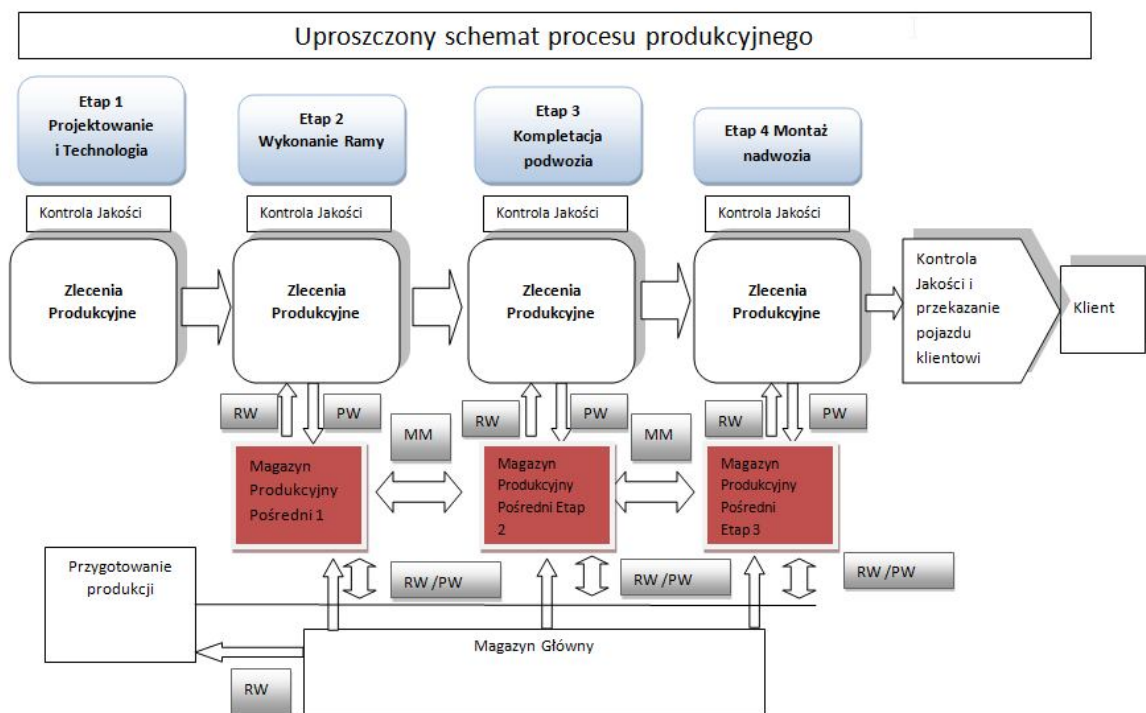 Uproszczony schemat procesu produkcyjnego
Etap 1
Projektowanie
i Technologia
Etap 2
Wykonanie Ramy
Etap 3
Kompletacja
podwozia
Etap 4 Montaż
nadwozia
Kontrola Jakości
Kontrola Jakości
Kontrola Jakości
Kontrola Jakości
Zlecenia
Produkcyjne
Zlecenia
Produkcyjne
Zlecenia
Produkcyjne
Zlecenia
Produkcyjne
Kontrola
Jakości i
przekazanie
pojazdu
klientowi
Klient
RW
PW
MM
RW
PW
MM
RW
PW
Magazyn
Produkcyjny
Pośredni 1
Magazyn
Produkcyjny
Pośredni Etap
2
Magazyn
Produkcyjny
Pośredni
Etap 3
Przygotowanie
produkcji
RW /PW
RW /PW
RW /PW
Magazyn Główny
RW